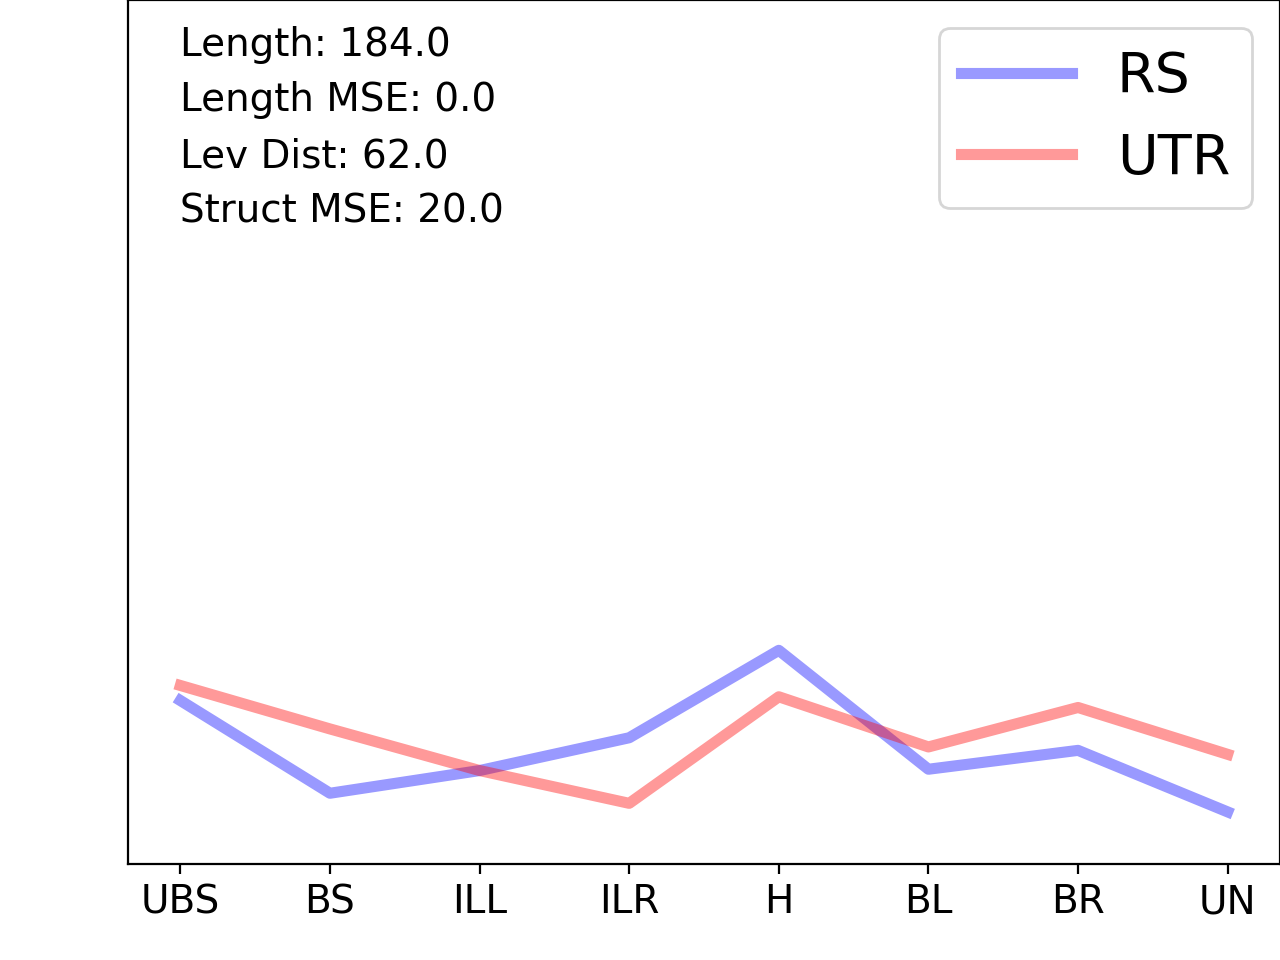 Length: 184.0
Length MSE: 0.0
Lev Dist: 62.0
Struct MSE: 20.0
RS
UTR
UBS BS ILL ILR H BL BR UN